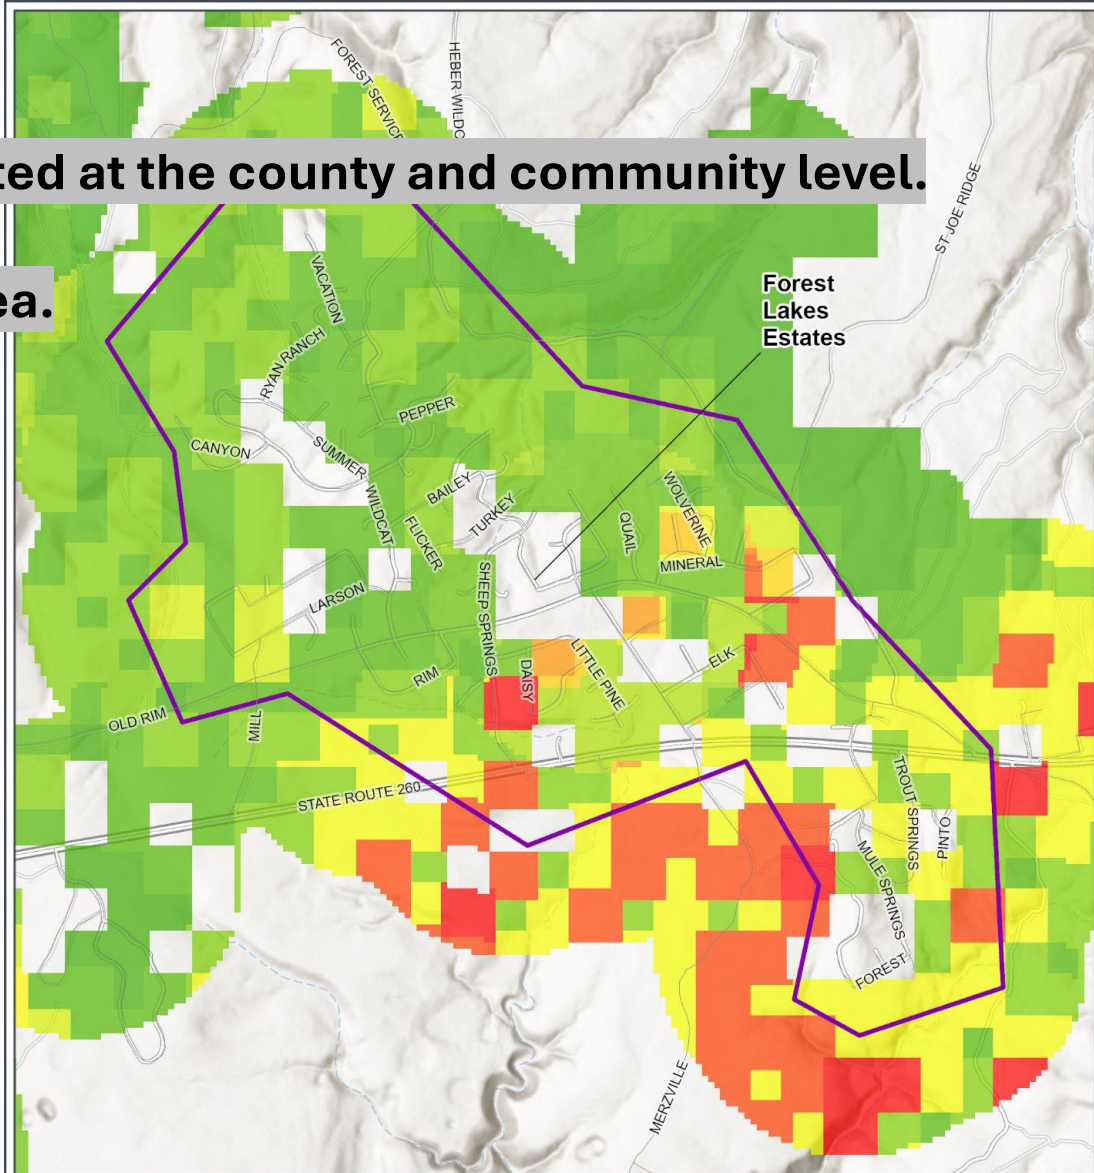 FOREST SERVIC
HEBER-WILDC
ted at the county and community level.
ST JOE RIDGE
ea.
VACATION
Forest
Lakes
Estates
RYAN RANCH
PEPPER
CANYON
SUMMER
WILDCAT
BAILEY
TURKEY
FLICKER
QUAIL
WOLVERINE
MINERAL
LARSON
SHEEP SPRINGS
RIM
DAISY
LITTLE PINE
ELK
OLD RIM
MILL
STATE ROUTE 260
TROUT SPRINGS
PINTO
MULE SPRINGS
FOREST
MERZVILLE